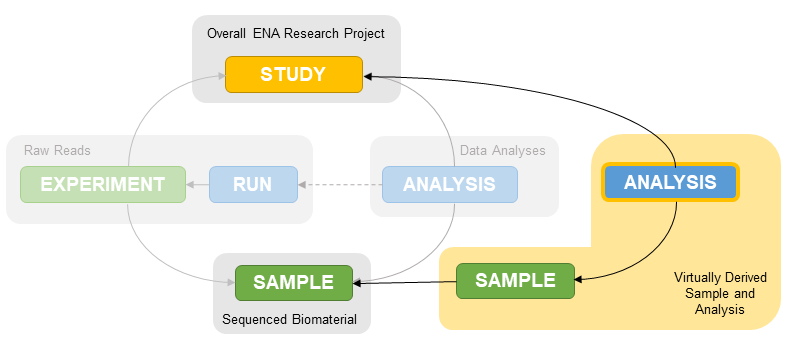 Overall ENA Research Project
STUDY
Raw Reads
EXPERIMENT
RUN
Data Analyses
ANALYSIS
ANALYSIS
SAMPLE
Sequenced Biomaterial
SAMPLE
Virtually Derived
Sample and
Analysis